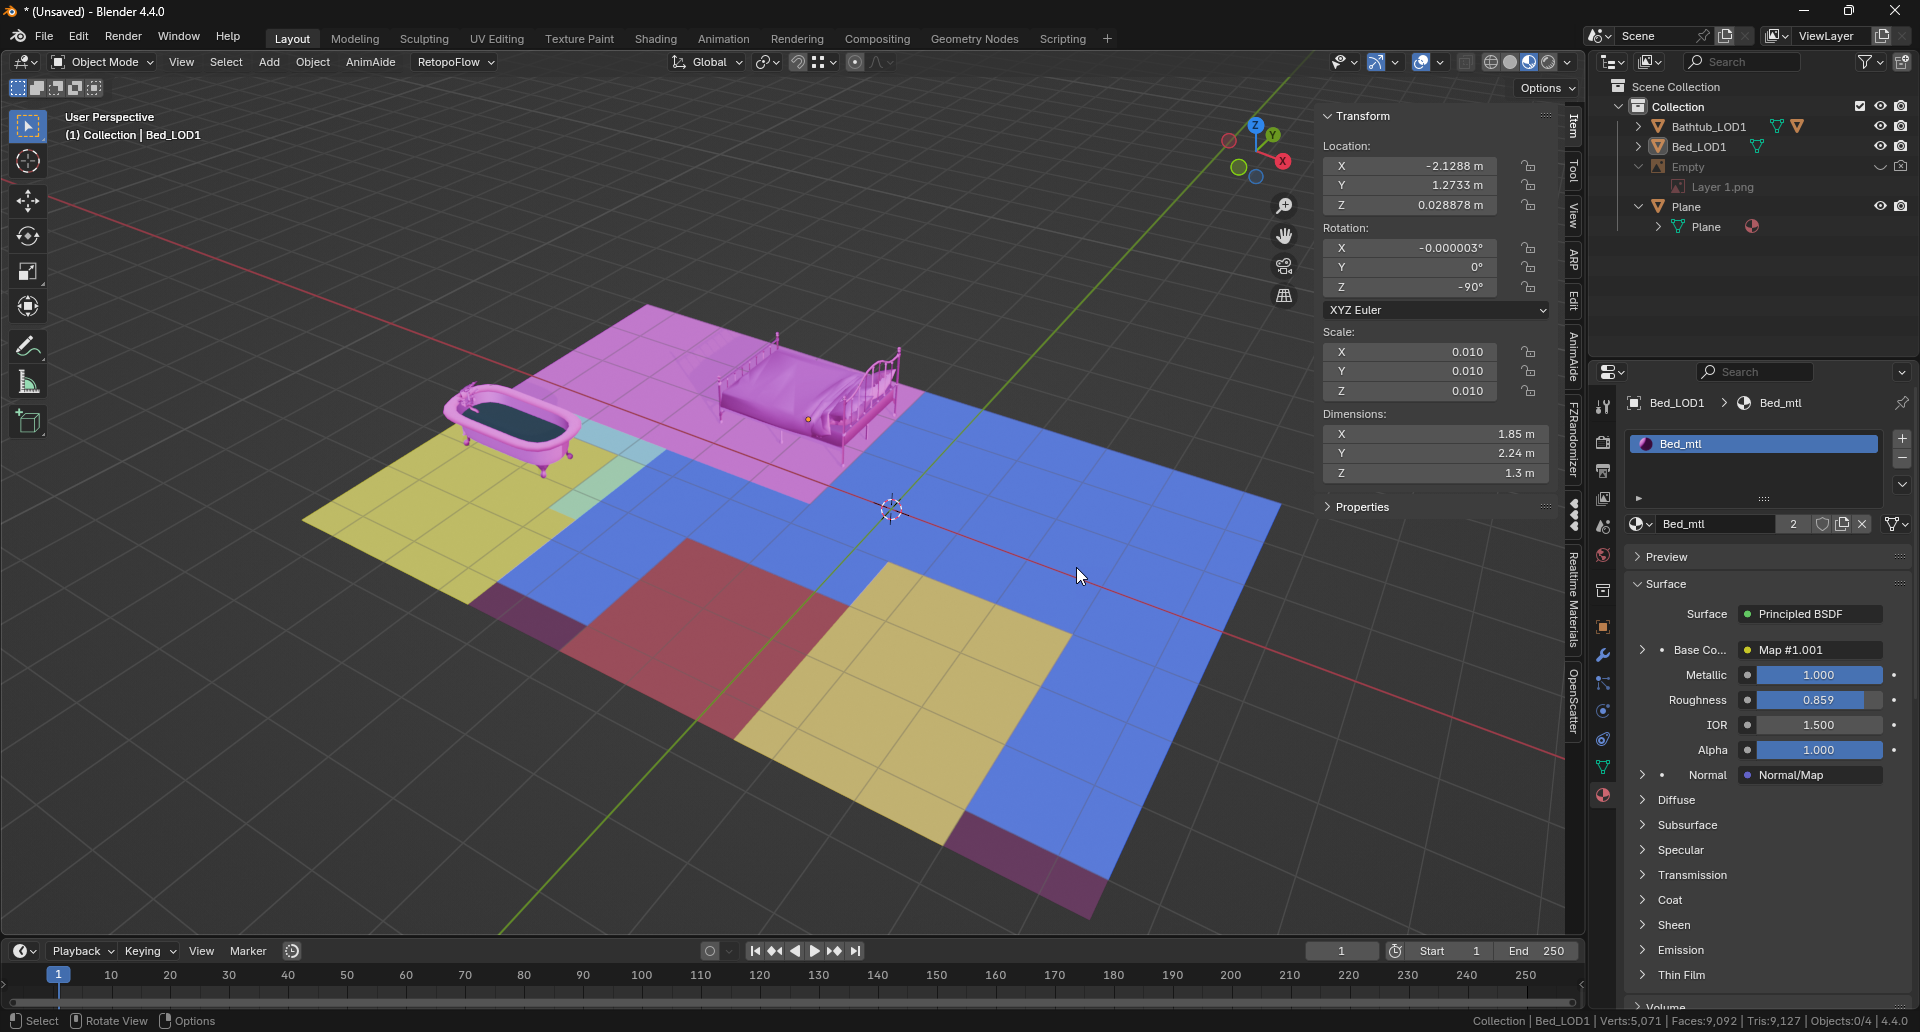 * (Unsaved) - Blender 4.4.0
File Edit Render Window Help
Layout Modeling Sculpting UV Editing Texture Paint Shading Animation Rendering Compositing Geometry Nodes Scripting +
Scene ViewLayer
Object Mode View Select Add Object AnimAide RetopoFlow Global
Search
Options
User Perspective
(1) Collection | Bed_LOD1
Z
Y
X
Transform
Location:
X -2.1288 m
Y 1.2733 m
Z 0.028878 m
Rotation:
X -0.000003°
Y 0°
Z -90°
XYZ Euler
Scale:
X 0.010
Y 0.010
Z 0.010
Dimensions:
X 1.85 m
Y 2.24 m
Z 1.3 m
Properties
Item
Tool
View
ARP
Edit
AnimAide
FZRandomizer
Realtime Materials
OpenScatter
Scene Collection
Collection
Bathtub_LOD1
Bed_LOD1
Empty
Layer 1.png
Plane
Plane
Search
Bed_LOD1 > Bed_mtl
Bed_mtl
Bed_mtl 2
Preview
Surface
Surface Principled BSDF
Base Co... Map #1.001
Metallic 1.000
Roughness 0.859
IOR 1.500
Alpha 1.000
Normal Normal/Map
Diffuse
Subsurface
Specular
Transmission
Coat
Sheen
Emission
Thin Film
Volume
Playback Keying View Marker 1 Start 1 End 250
1 10 20 30 40 50 60 70 80 90 100 110 120 130 140 150 160 170 180 190 200 210 220 230 240 250
Select Rotate View Options
Collection | Bed_LOD1 | Verts:5,071 | Faces:9,092 | Tris:9,127 | Objects:0/4 | 4.4.0